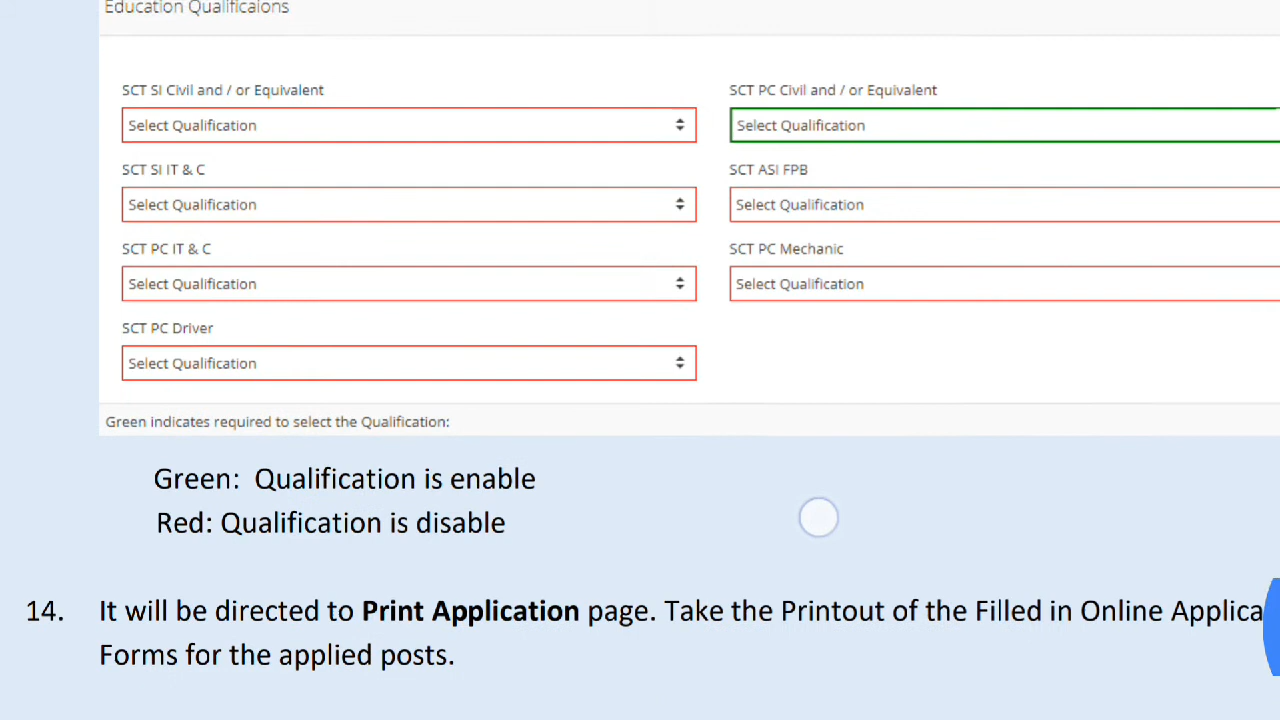 Education Qualificaions
SCT SI Civil and / or Equivalent
SCT PC Civil and / or Equivalent
Select Qualification
Select Qualification
SCT SI IT & C
SCT ASI FPB
Select Qualification
Select Qualification
SCT PC IT & C
SCT PC Mechanic
Select Qualification
Select Qualification
SCT PC Driver
Select Qualification
Green indicates required to select the Qualification:
Green: Qualification is enable
Red: Qualification is disable
14. It will be directed to Print Application page. Take the Printout of the Filled in Online Applica
Forms for the applied posts.